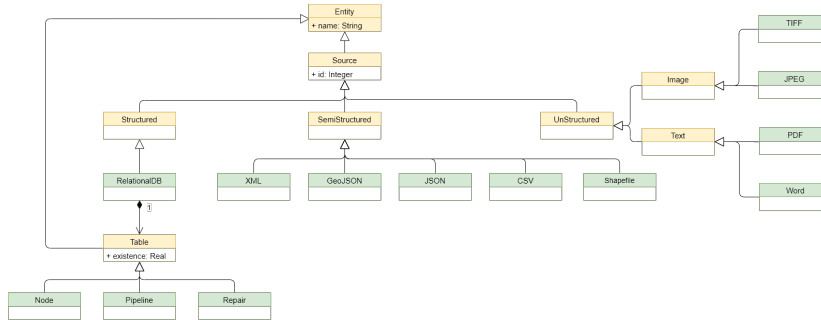 Entity
+ name: String
Source
+ id: Integer
TIFF
Image
JPEG
Structured
SemiStructured
UnStructured
Text
PDF
RelationalDB
XML
GeoJSON
JSON
CSV
Shapefile
Word
1
Table
+ existence: Real
Node
Pipeline
Repair